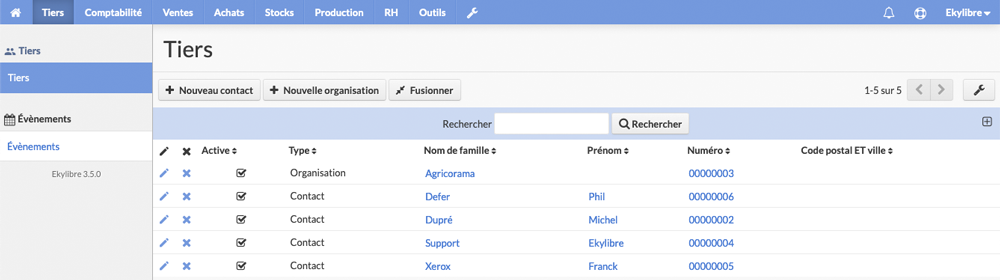 Tiers Comptabilité Ventes Achats Stocks Production RH Outils Ekylibre
Tiers
Tiers
Évènements
Évènements
Ekylibre 3.5.0
Tiers
Nouveau contact Nouvelle organisation Fusionner 1-5 sur 5
Rechercher Rechercher
Active Type Nom de famille Prénom Numéro Code postal ET ville
Organisation Agricorama 00000003
Contact Defer Phil 00000006
Contact Dupré Michel 00000002
Contact Support Ekylibre 00000004
Contact Xerox Franck 00000005